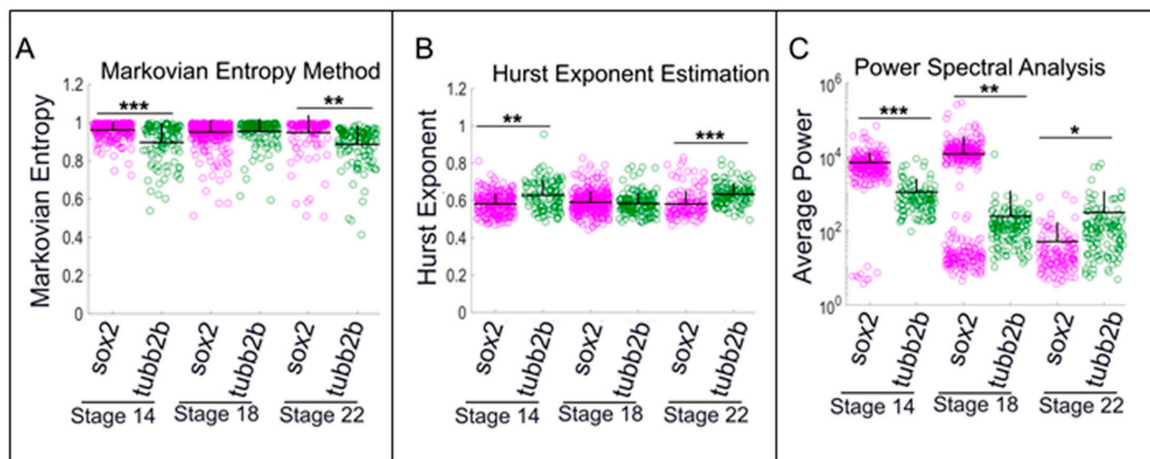 A
Markovian Entropy Method
Markovian Entropy
1.2
1
0.8
0.6
0.4
0.2
0
***
**
sox2
tubb2b
sox2
tubb2b
sox2
tubb2b
Stage 14
Stage 18
Stage 22
B
Hurst Exponent Estimation
Hurst Exponent
1.2
1
0.8
0.6
0.4
0.2
0
**
***
sox2
tubb2b
sox2
tubb2b
sox2
tubb2b
Stage 14
Stage 18
Stage 22
C
Power Spectral Analysis
Average Power
10^6
10^4
10^2
10^0
***
**
*
sox2
tubb2b
sox2
tubb2b
sox2
tubb2b
Stage 14
Stage 18
Stage 22